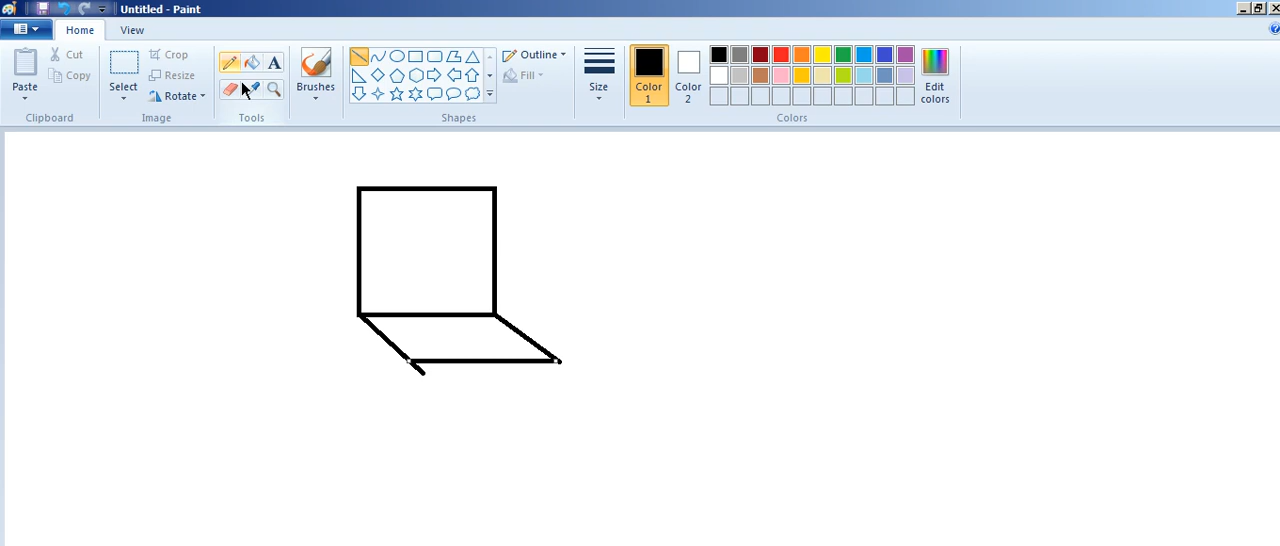 Untitled - Paint
Home View
Paste
Cut
Copy
Clipboard
Select
Crop
Resize
Rotate
Image
A
Tools
Brushes
Outline
Fill
Shapes
Size
Color 1
Color 2
Edit colors
Colors